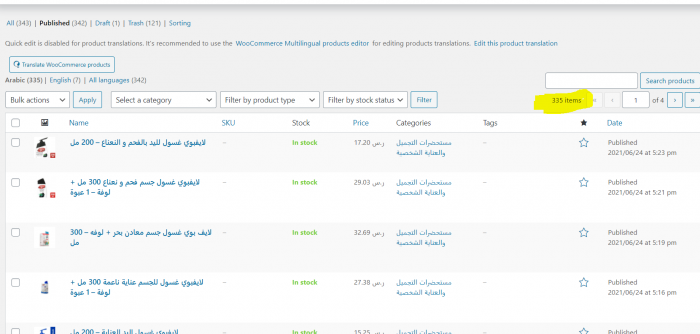 All (343) | Published (342) | Draft (1) | Trash (121) | Sorting
Quick edit is disabled for product translations. It's recommended to use the WooCommerce Multilingual products editor for editing products translations. Edit this product translation
Translate WooCommerce products
Arabic (335) | English (7) | All languages (342)
Search products
Bulk actions Apply Select a category Filter by product type Filter by stock status Filter 335 items « ‹ 1 of 4 › »
Name SKU Stock Price Categories Tags ★ Date
لايفبوي غسول لليد بالفحم و النعناع – 200 مل – In stock 17.20 ر.س مستحضرات التجميل – Published
والعناية الشخصية 2021/06/24 at 5:23 pm
لايفبوي غسول جسم فحم و نعناع 300 مل + – In stock 29.03 ر.س مستحضرات التجميل – Published
لوفة – 1 عبوة والعناية الشخصية 2021/06/24 at 5:21 pm
لايف بوي غسول جسم معادن بحر + لوفه – 300 – In stock 32.69 ر.س مستحضرات التجميل – Published
مل والعناية الشخصية 2021/06/24 at 5:19 pm
لايفبوي غسول للجسم عناية ناعمة 300 مل + – In stock 27.38 ر.س مستحضرات التجميل – Published
لوفة – 1 عبوة والعناية الشخصية 2021/06/24 at 5:16 pm
لايفبوي غسول اليد للعناية – 200 مل – In stock 15.25 ر.س مستحضرات التجميل – Published